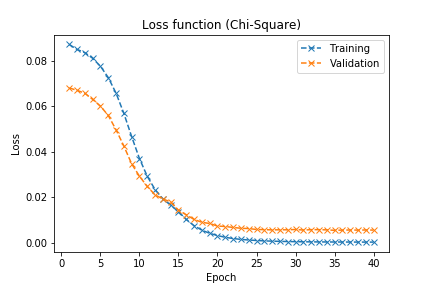 Loss function (Chi-Square)
Training
Validation
0.08
0.06
0.04
0.02
0.00
Loss
0 5 10 15 20 25 30 35 40
Epoch